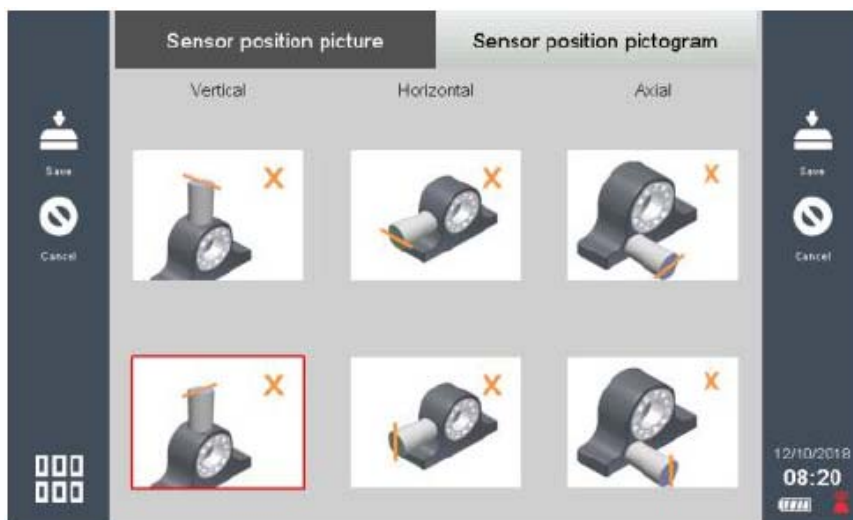 Sensor position picture
Sensor position pictogram
Vertical
Horizontal
Axial
Save
Save
X
X
X
Cancel
Cancel
X
X
X
12/10/2018
08:20